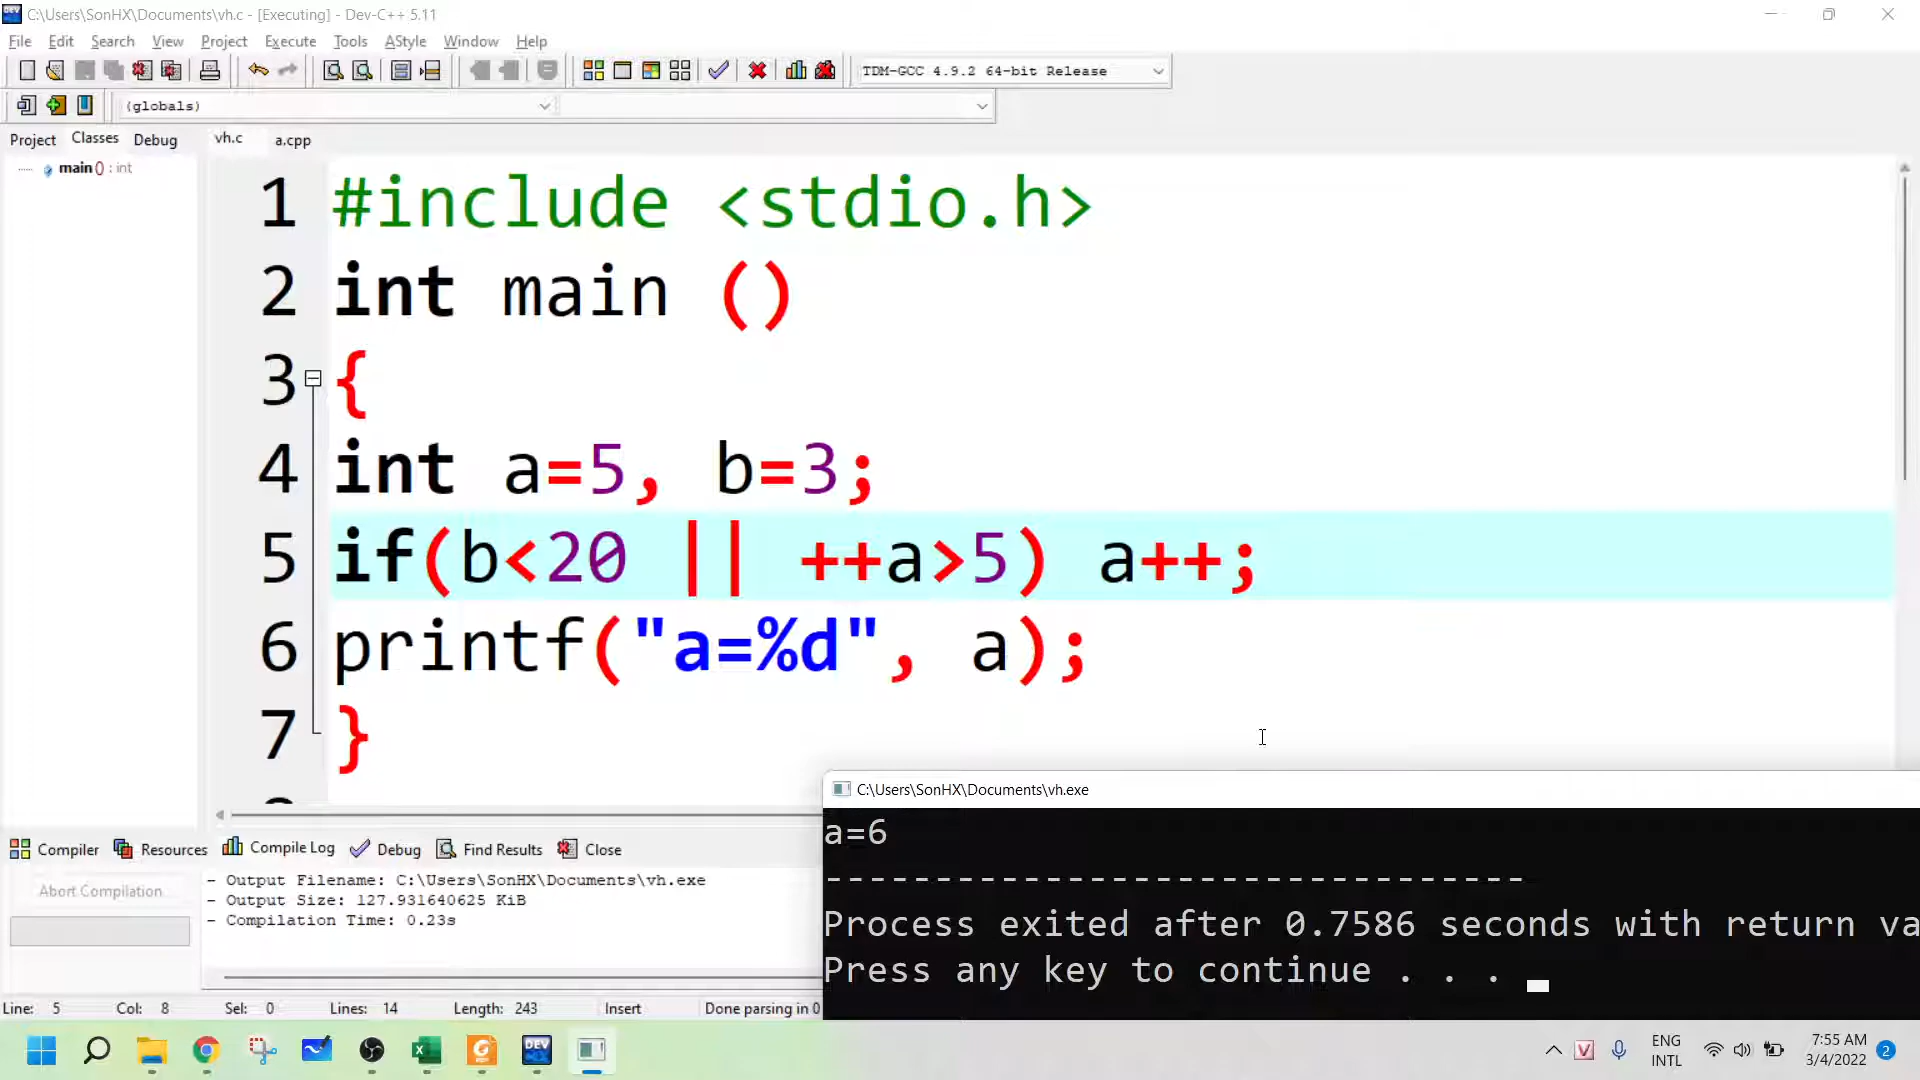 C:\Users\SonHX\Documents\vh.c - [Executing] - Dev-C++ 5.11
File Edit Search View Project Execute Tools AStyle Window Help
TDM-GCC 4.9.2 64-bit Release
(globals)
Project Classes Debug vh.c a.cpp
main () : int
1 #include <stdio.h>
2 int main ()
3 {
4 int a=5, b=3;
5 if(b<20 || ++a>5) a++;
6 printf("a=%d", a);
7 }
C:\Users\SonHX\Documents\vh.exe
a=6
--------------------------------
Process exited after 0.7586 seconds with return va
Press any key to continue . . .
Compiler Resources Compile Log Debug Find Results Close
Abort Compilation
- Output Filename: C:\Users\SonHX\Documents\vh.exe
- Output Size: 127.931640625 KiB
- Compilation Time: 0.23s
Line: 5 Col: 8 Sel: 0 Lines: 14 Length: 243 Insert Done parsing in 0
DEV
ENG
INTL
7:55 AM
3/4/2022
2